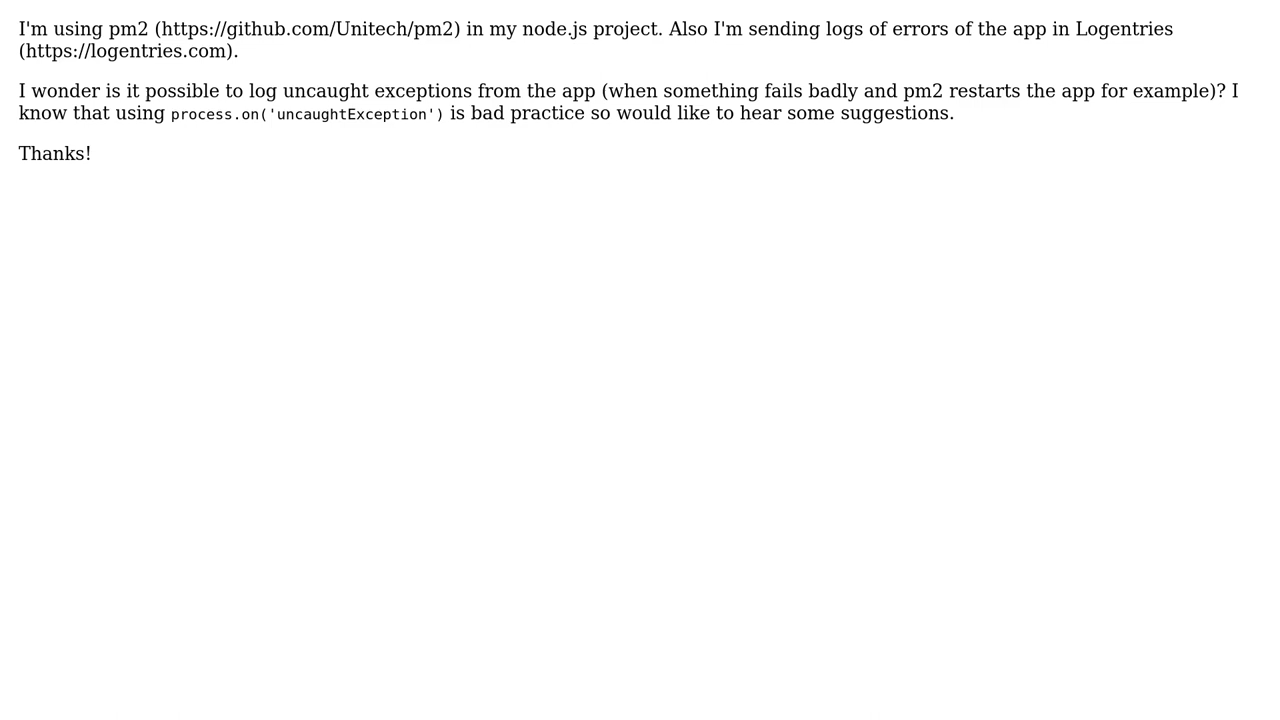 I'm using pm2 (https://github.com/Unitech/pm2) in my node.js project. Also I'm sending logs of errors of the app in Logentries
(https://logentries.com).
I wonder is it possible to log uncaught exceptions from the app (when something fails badly and pm2 restarts the app for example)? I
know that using process.on('uncaughtException') is bad practice so would like to hear some suggestions.
Thanks!